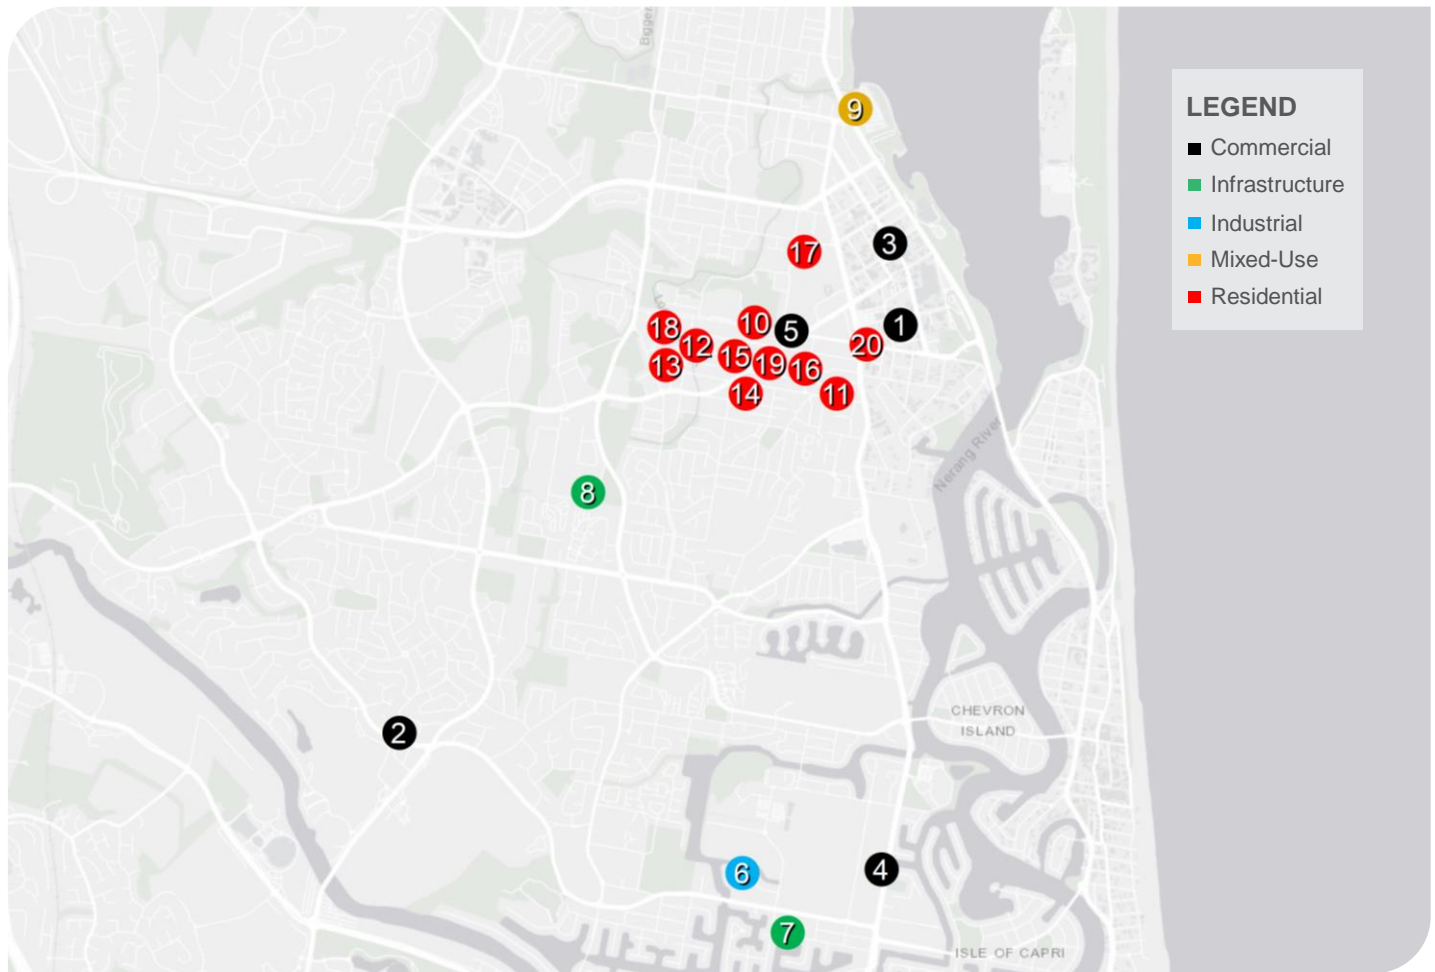 Bigger
9
LEGEND
Commercial
Infrastructure
Industrial
Mixed-Use
Residential
3
17
18
10
5
1
12
20
15
13
19
16
14
11
Nerang River
8
CHEVRON
ISLAND
2
6
4
7
ISLE OF CAPRI